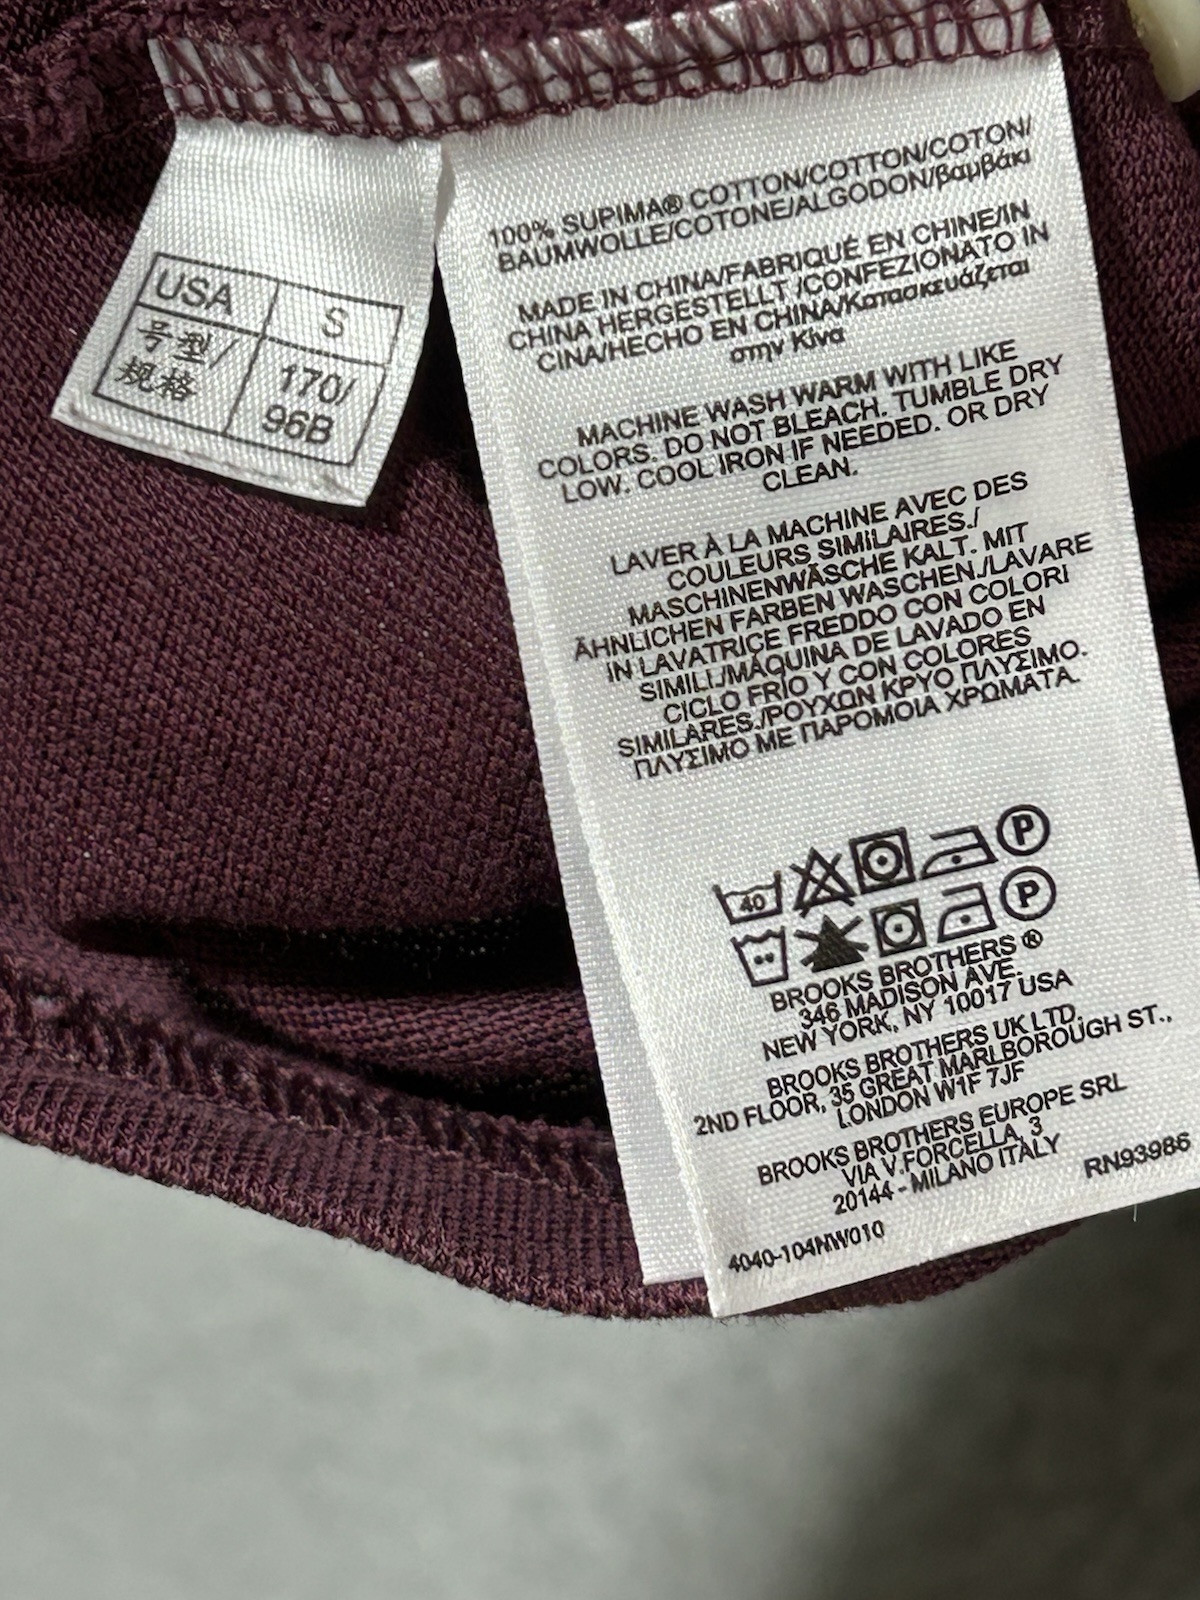 USA S
号型/
规格 170/
96B
100% SUPIMA® COTTON/COTTON/COTON/
BAUMWOLLE/COTONE/ALGODON/βαμβάκι
MADE IN CHINA/FABRIQUÉ EN CHINE/IN
CHINA HERGESTELLT /CONFEZIONATO IN
CINA/HECHO EN CHINA/Κατασκευάζεται
στην Κίνα
MACHINE WASH WARM WITH LIKE
COLORS. DO NOT BLEACH. TUMBLE DRY
LOW. COOL IRON IF NEEDED. OR DRY
CLEAN.
LAVER À LA MACHINE AVEC DES
COULEURS SIMILAIRES./
MASCHINENWÄSCHE KALT. MIT
ÄHNLICHEN FARBEN WASCHEN./LAVARE
IN LAVATRICE FREDDO CON COLORI
SIMILI./MÁQUINA DE LAVADO EN
CICLO FRÍO Y CON COLORES
SIMILARES./ΡΟΥΧΩΝ ΚΡΥΟ ΠΛΥΣΙΜΟ.
ΠΛΥΣΙΜΟ ΜΕ ΠΑΡΟΜΟΙΑ ΧΡΩΜΑΤΑ.
40 P
P
BROOKS BROTHERS ®
346 MADISON AVE.
NEW YORK, NY 10017 USA
BROOKS BROTHERS UK LTD.
2ND FLOOR, 35 GREAT MARLBOROUGH ST.,
LONDON W1F 7JF
BROOKS BROTHERS EUROPE SRL
VIA V.FORCELLA, 3
20144 - MILANO ITALY
RN93986
4040-104NW010